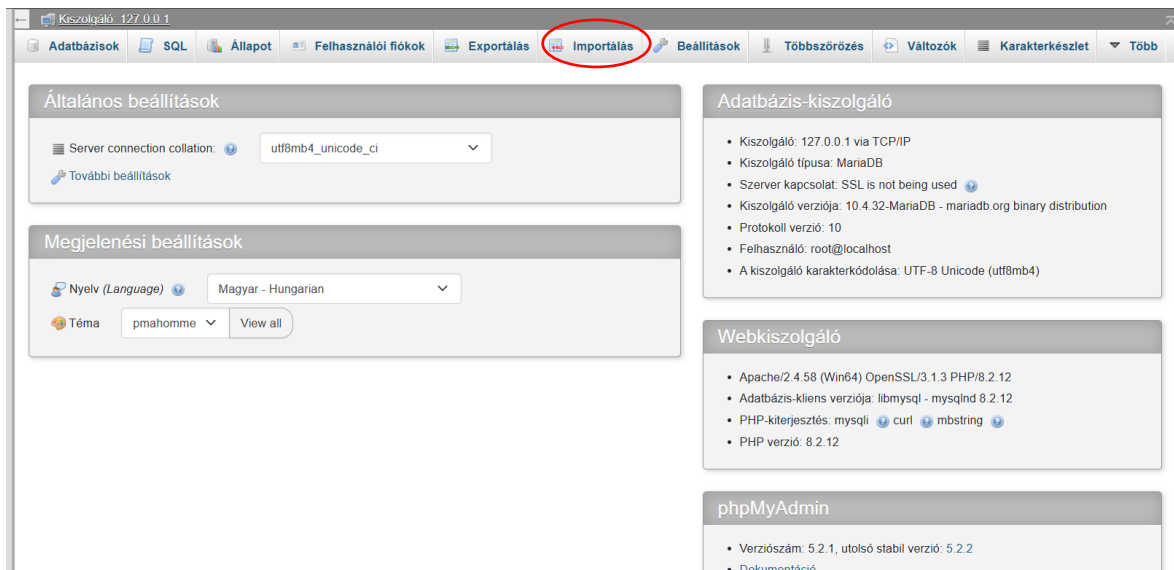 Kiszolgáló: 127.0.0.1
Adatbázisok SQL Állapot Felhasználói fiókok Exportálás Importálás Beállítások Többszörözés Változók Karakterkészlet Több
Általános beállítások
Server connection collation: utf8mb4_unicode_ci
További beállítások
Megjelenési beállítások
Nyelv (Language) Magyar - Hungarian
Téma pmahomme View all
Adatbázis-kiszolgáló
• Kiszolgáló: 127.0.0.1 via TCP/IP
• Kiszolgáló típusa: MariaDB
• Szerver kapcsolat: SSL is not being used
• Kiszolgáló verziója: 10.4.32-MariaDB - mariadb.org binary distribution
• Protokoll verzió: 10
• Felhasználó: root@localhost
• A kiszolgáló karakterkódolása: UTF-8 Unicode (utf8mb4)
Webkiszolgáló
• Apache/2.4.58 (Win64) OpenSSL/3.1.3 PHP/8.2.12
• Adatbázis-kliens verziója: libmysql - mysqlnd 8.2.12
• PHP-kiterjesztés: mysqli curl mbstring
• PHP verzió: 8.2.12
phpMyAdmin
• Verziószám: 5.2.1, utolsó stabil verzió: 5.2.2
• Dokumentáció